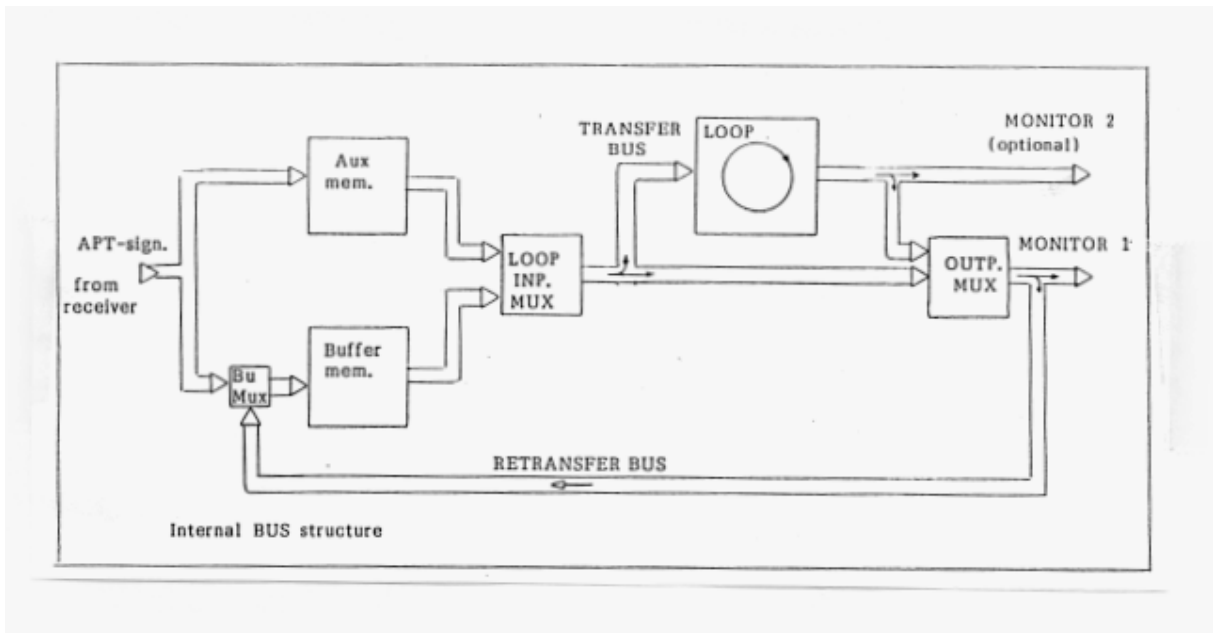 MONITOR 2
(optional)
TRANSFER
BUS
LOOP
Aux
mem.
APT-sign.
from
receiver
LOOP
INP.
MUX
MONITOR 1
OUTP.
MUX
Buffer
mem.
Bu
Mux
RETRANSFER BUS
Internal BUS structure